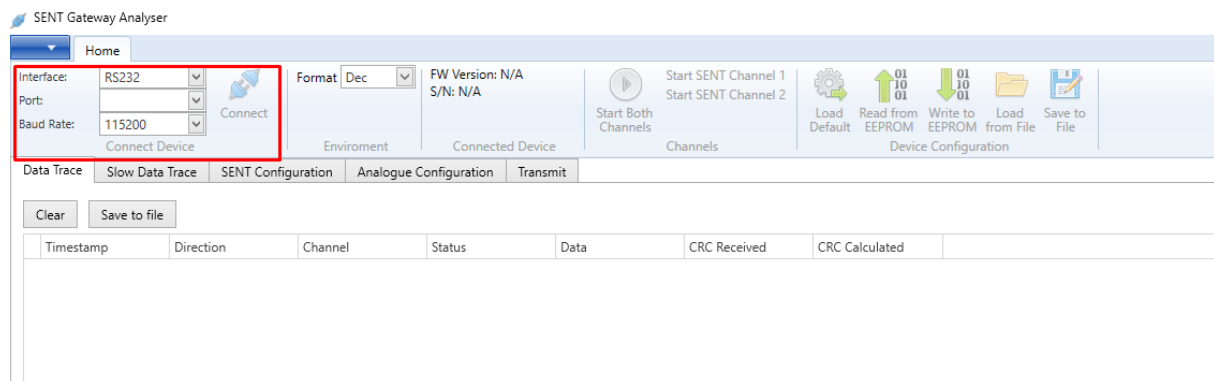 SENT Gateway Analyser
Home
Interface: RS232
Port:
Baud Rate: 115200
Connect
Connect Device
Format Dec
Enviroment
FW Version: N/A
S/N: N/A
Connected Device
Start Both
Channels
Start SENT Channel 1
Start SENT Channel 2
Channels
Load
Default
Read from
EEPROM
Write to
EEPROM
Load
from File
Save to
File
Device Configuration
Data Trace Slow Data Trace SENT Configuration Analogue Configuration Transmit
Clear Save to file
Timestamp Direction Channel Status Data CRC Received CRC Calculated